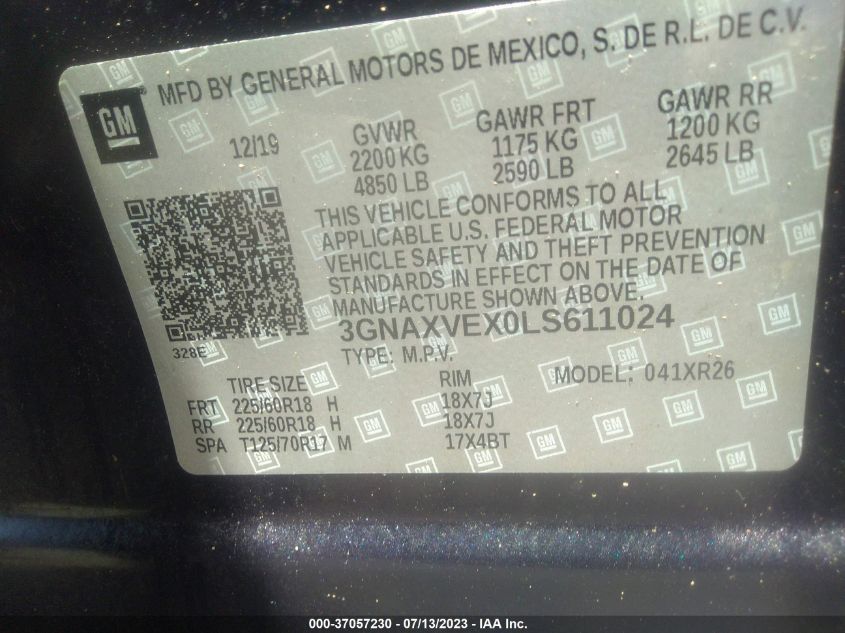 MFD BY GENERAL MOTORS DE MEXICO, S. DE R.L. DE C.V.
GM
12/19
GVWR
2200 KG
4850 LB
GAWR FRT
1175 KG
2590 LB
GAWR RR
1200 KG
2645 LB
THIS VEHICLE CONFORMS TO ALL
APPLICABLE U.S. FEDERAL MOTOR
VEHICLE SAFETY AND THEFT PREVENTION
STANDARDS IN EFFECT ON THE DATE OF
MANUFACTURE SHOWN ABOVE.
3GNAXVEX0LS611024
328E
TYPE: M.P.V.
MODEL: 041XR26
TIRE SIZE RIM
FRT 225/60R18 H 18X7J
RR 225/60R18 H 18X7J
SPA T125/70R17 M 17X4BT
000-37057230 - 07/13/2023 - IAA Inc.